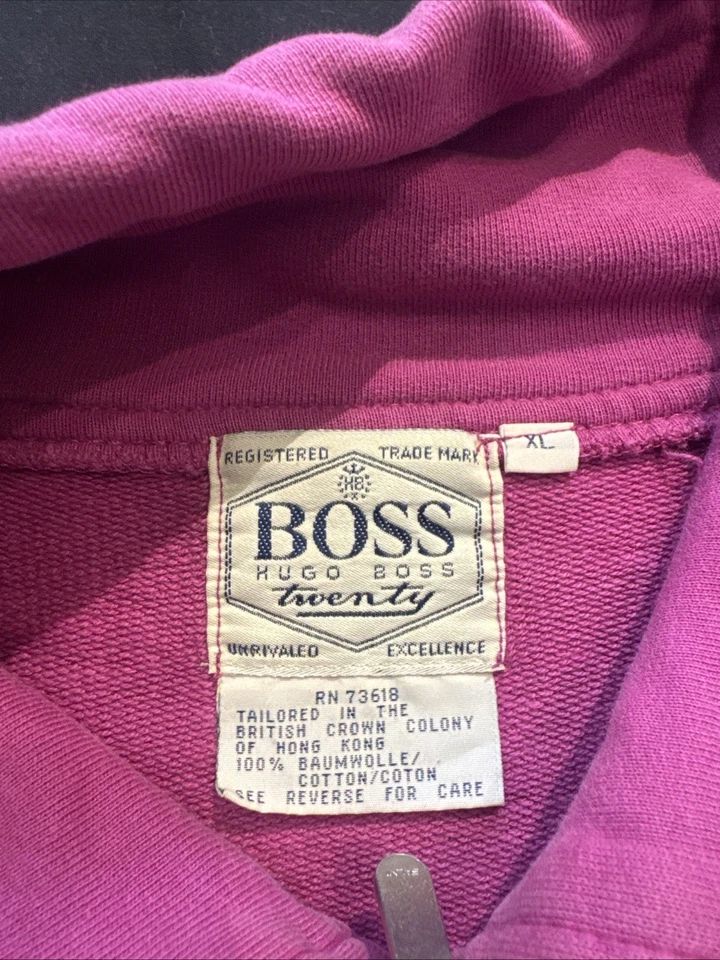 REGISTERED TRADE MARK
XL
HB
BOSS
HUGO BOSS
twenty
UNRIVALED EXCELLENCE
RN 73618
TAILORED IN THE
BRITISH CROWN COLONY
OF HONG KONG
100% BAUMWOLLE/
COTTON/COTON
SEE REVERSE FOR CARE